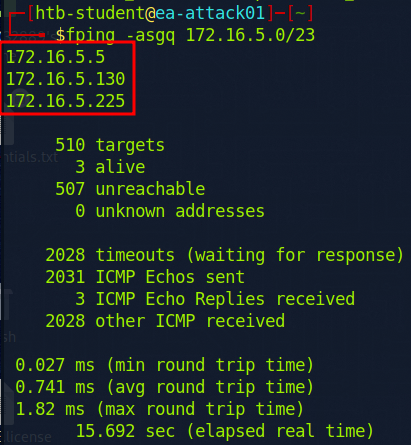 [htb-student@ea-attack01]-[~]
$fping -asgq 172.16.5.0/23
172.16.5.5
172.16.5.130
172.16.5.225
510 targets
3 alive
507 unreachable
0 unknown addresses
2028 timeouts (waiting for response)
2031 ICMP Echos sent
3 ICMP Echo Replies received
2028 other ICMP received
0.027 ms (min round trip time)
0.741 ms (avg round trip time)
1.82 ms (max round trip time)
15.692 sec (elapsed real time)